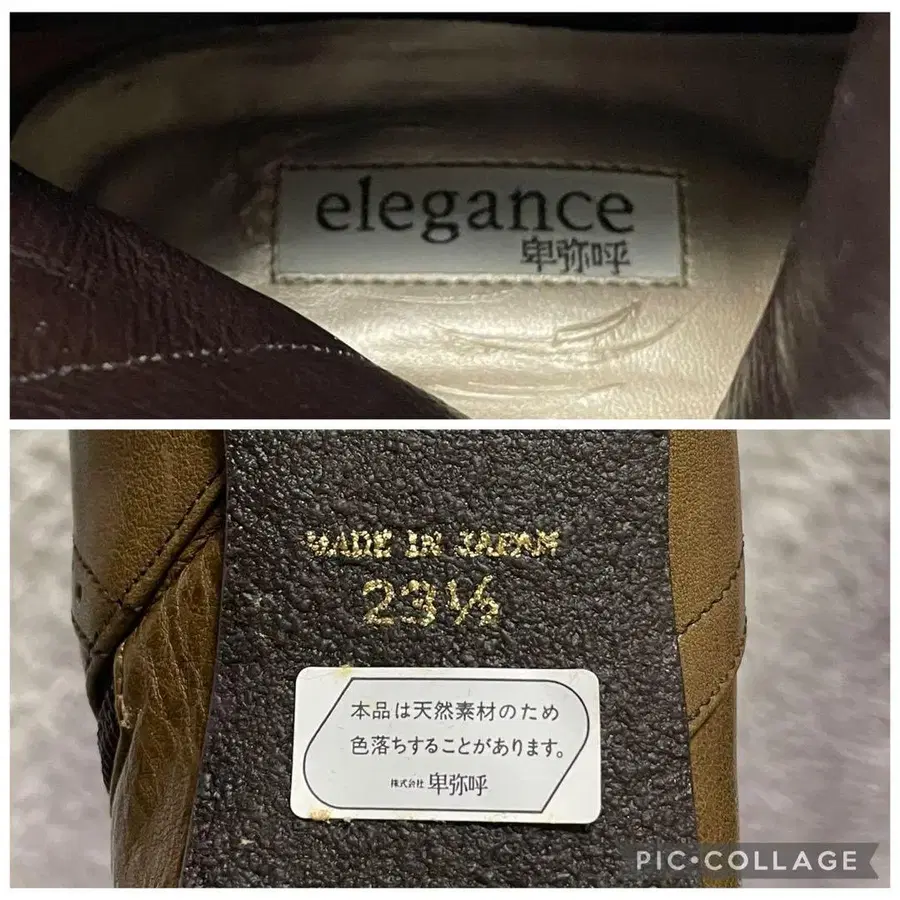 elegance
卑弥呼
MADE IN JAPAN
23½
本品は天然素材のため
色落ちすることがあります。
株式会社 卑弥呼
PIC•COLLAGE